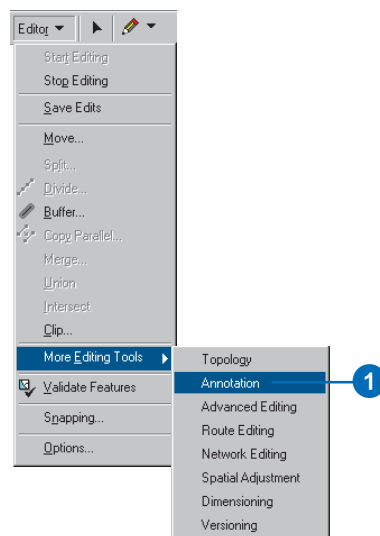 Editor
Start Editing
Stop Editing
Save Edits
Move...
Split...
Divide...
Buffer...
Copy Parallel...
Merge...
Union
Intersect
Clip...
More Editing Tools
Validate Features
Snapping...
Options...
Topology
Annotation
1
Advanced Editing
Route Editing
Network Editing
Spatial Adjustment
Dimensioning
Versioning